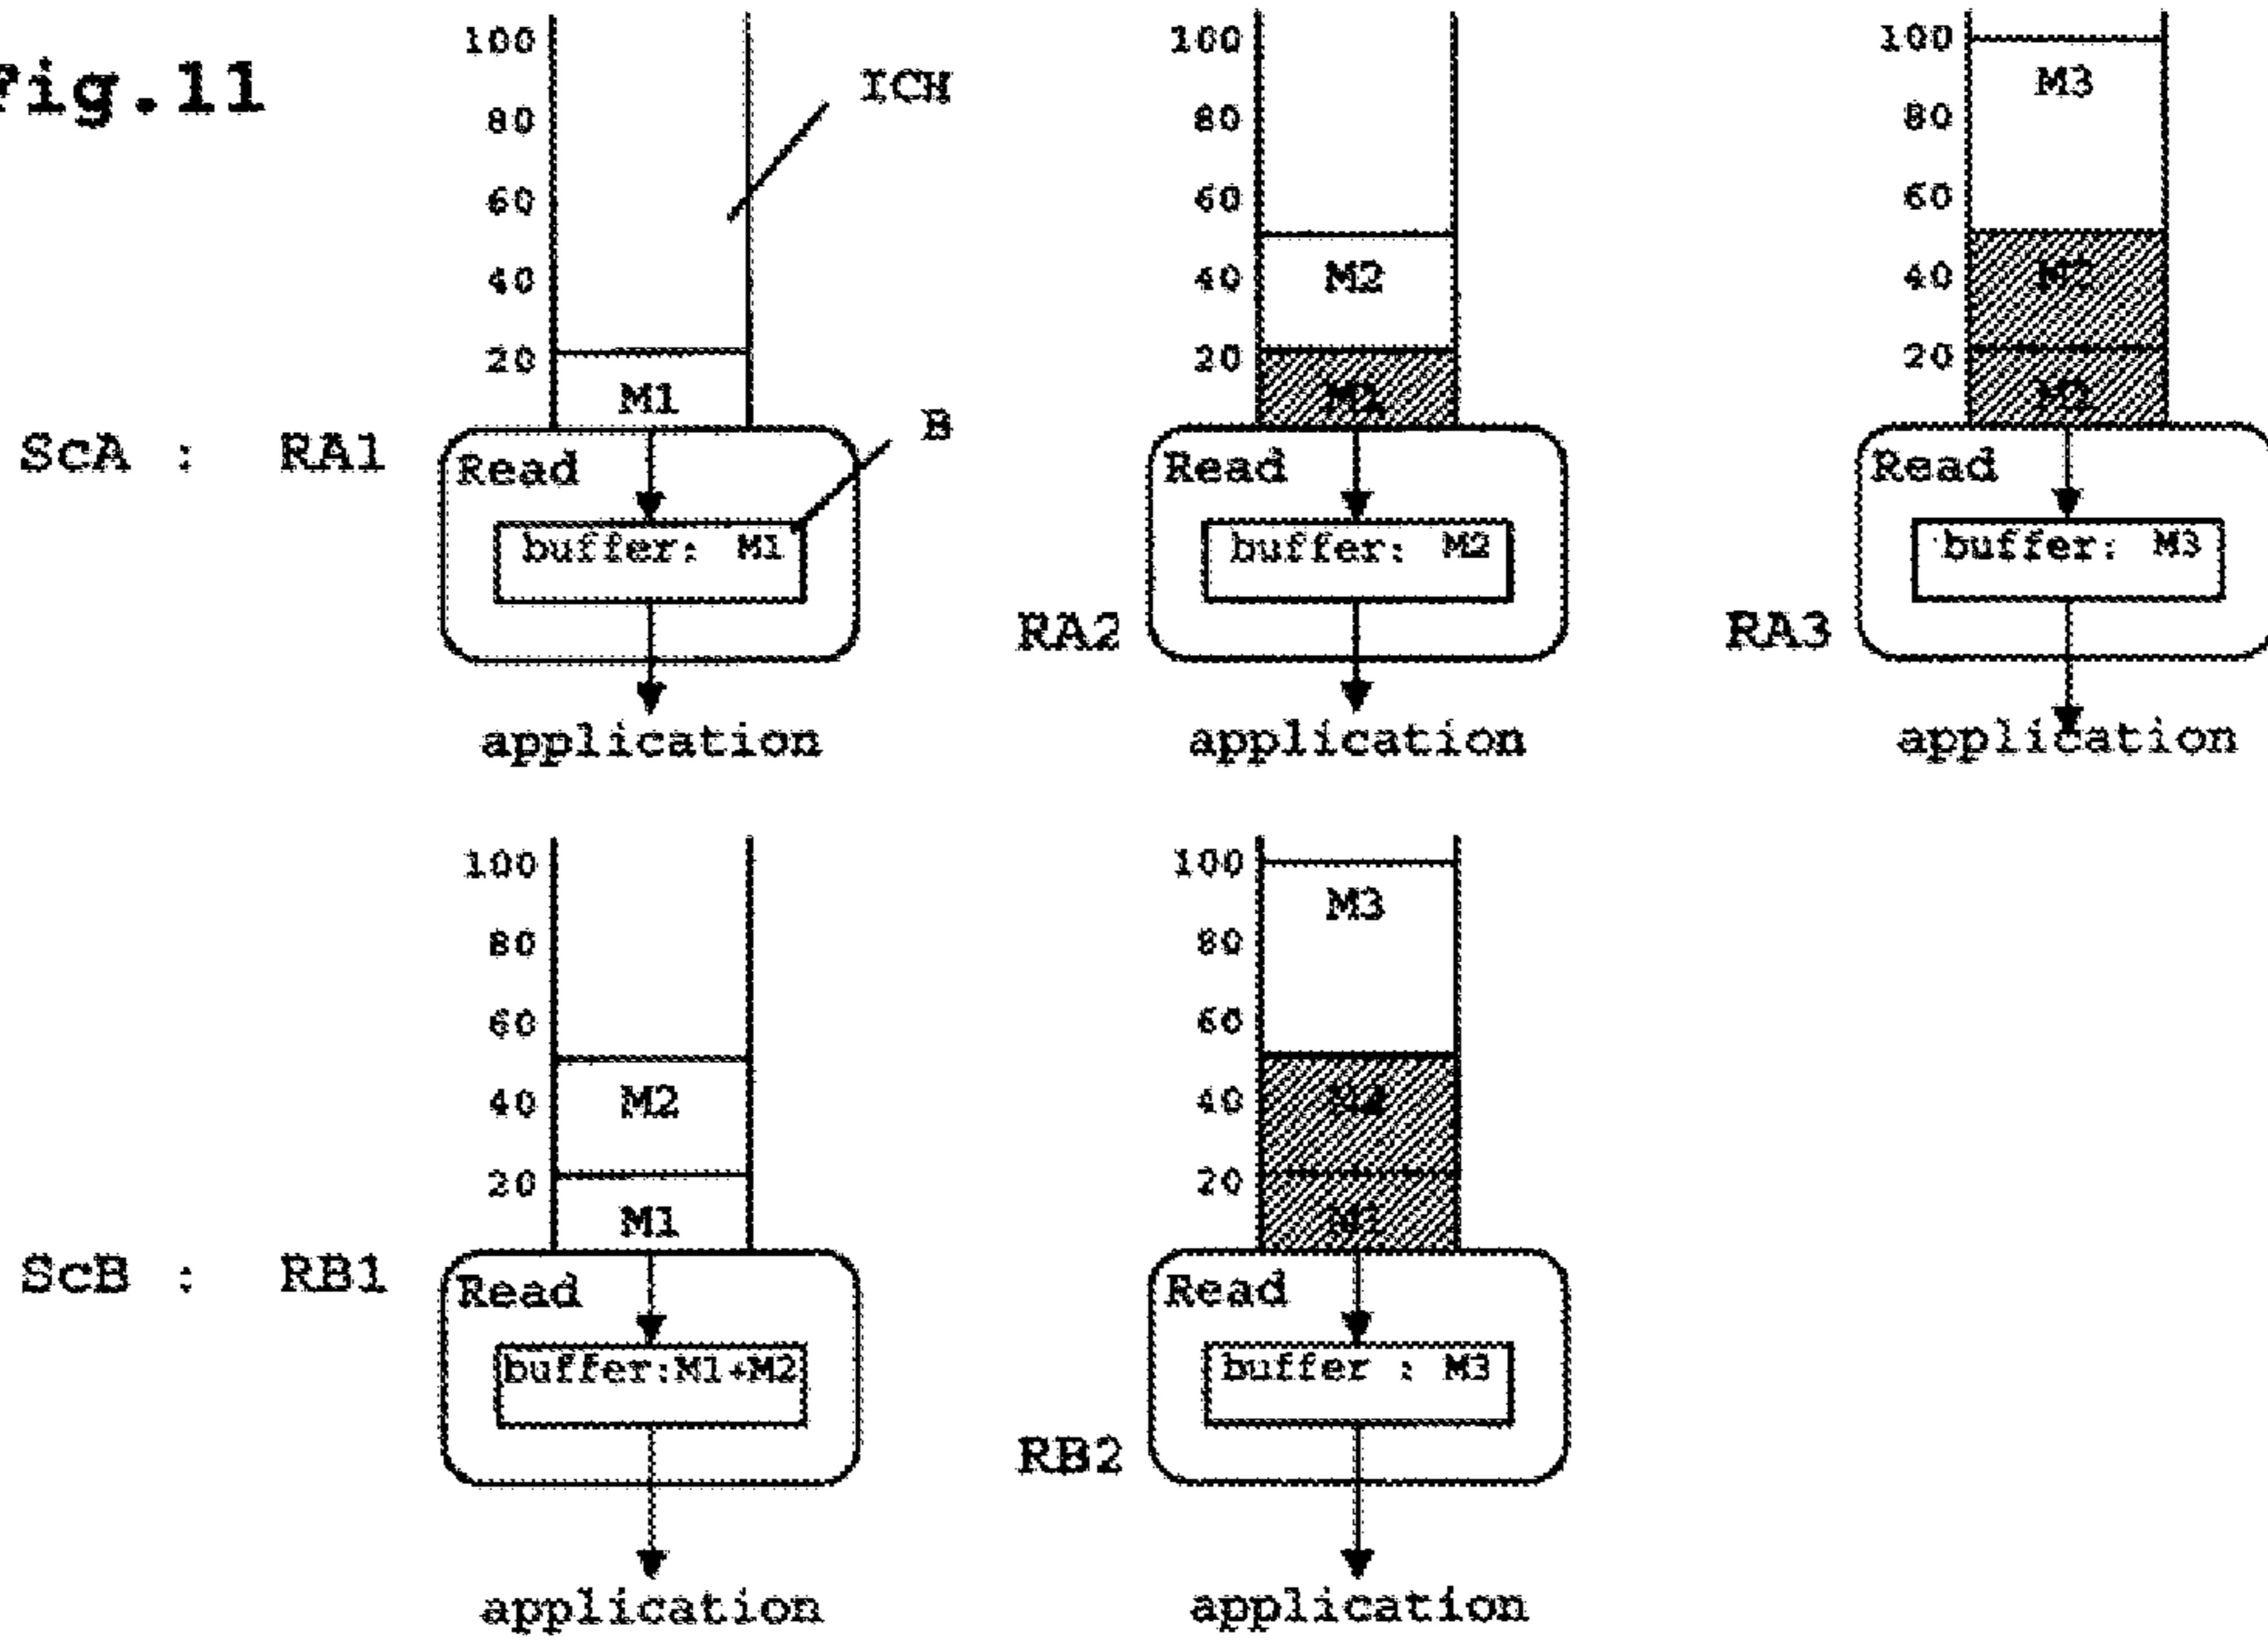 Fig.11
100
80
60
40
20
M1
ICH
B
ScA : RA1
Read
buffer: M1
application
100
80
60
40
20
M2
RA2
Read
buffer: M2
application
100
80
60
40
20
M3
RA3
Read
buffer: M3
application
100
80
60
40
20
M2
M1
ScB : RB1
Read
buffer:M1+M2
application
100
80
60
40
20
M3
RB2
Read
buffer : M3
application